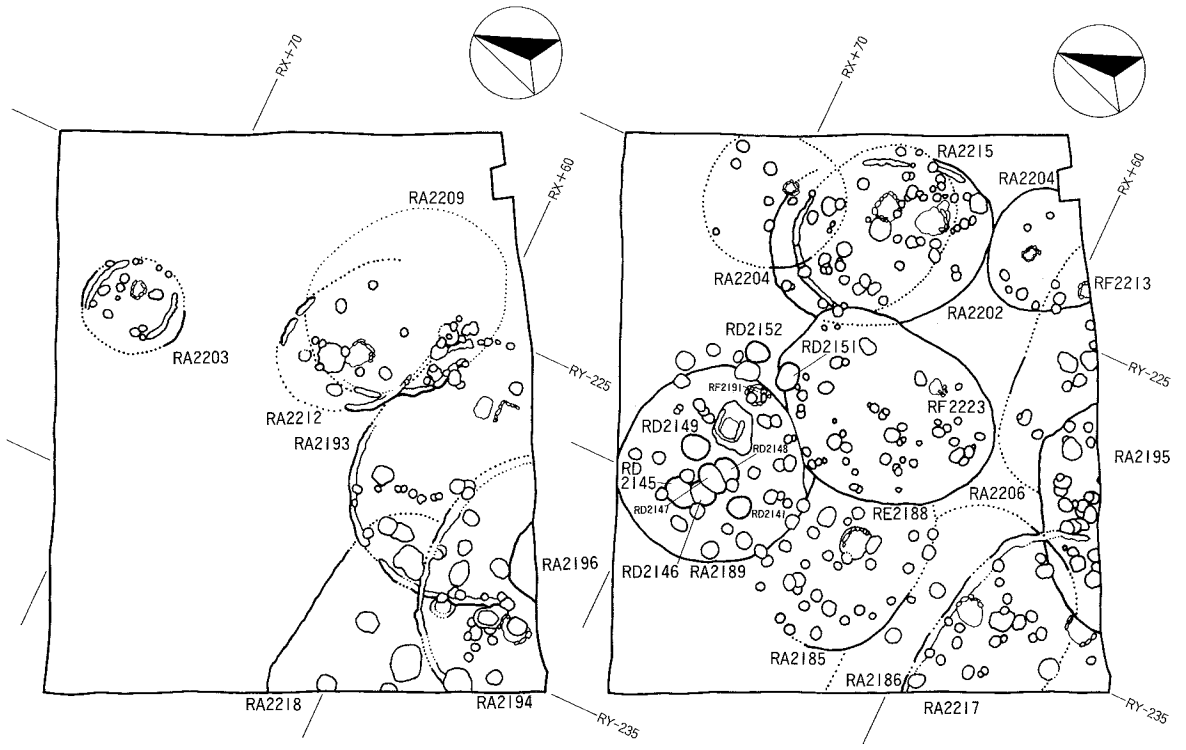 RX+70
RX+60
RA2209
RA2203
RY-225
RA2212
RA2193
RA2196
RA2218
RA2194
RY-235
RX+70
RX+60
RA2215
RA2204
RF2213
RA2204
RA2202
RD2152
RD2151
RY-225
RF2191
RF2223
RD2149
RD2148
RA2195
RD
2145
RA2206
RD2147
RD2141
RE2188
RD2146
RA2189
RA2185
RA2186
RA2217
RY-235